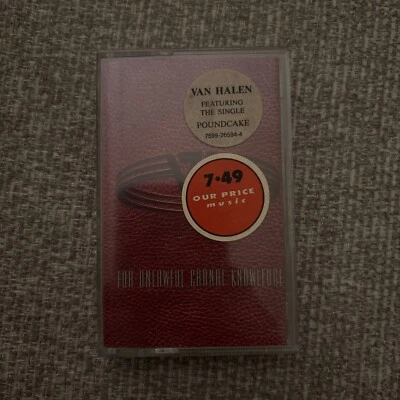 VAN HALEN
FEATURING
THE SINGLE
POUNDCAKE
7599-26594-4
7·49
OUR PRICE
music
FOR UNLAWFUL CARNAL KNOWLEDGE